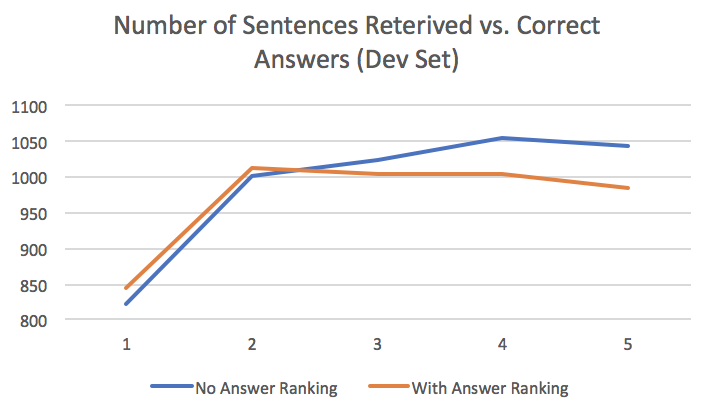 Number of Sentences Reterived vs. Correct
Answers (Dev Set)
1100
1050
1000
950
900
850
800
1 2 3 4 5
No Answer Ranking With Answer Ranking